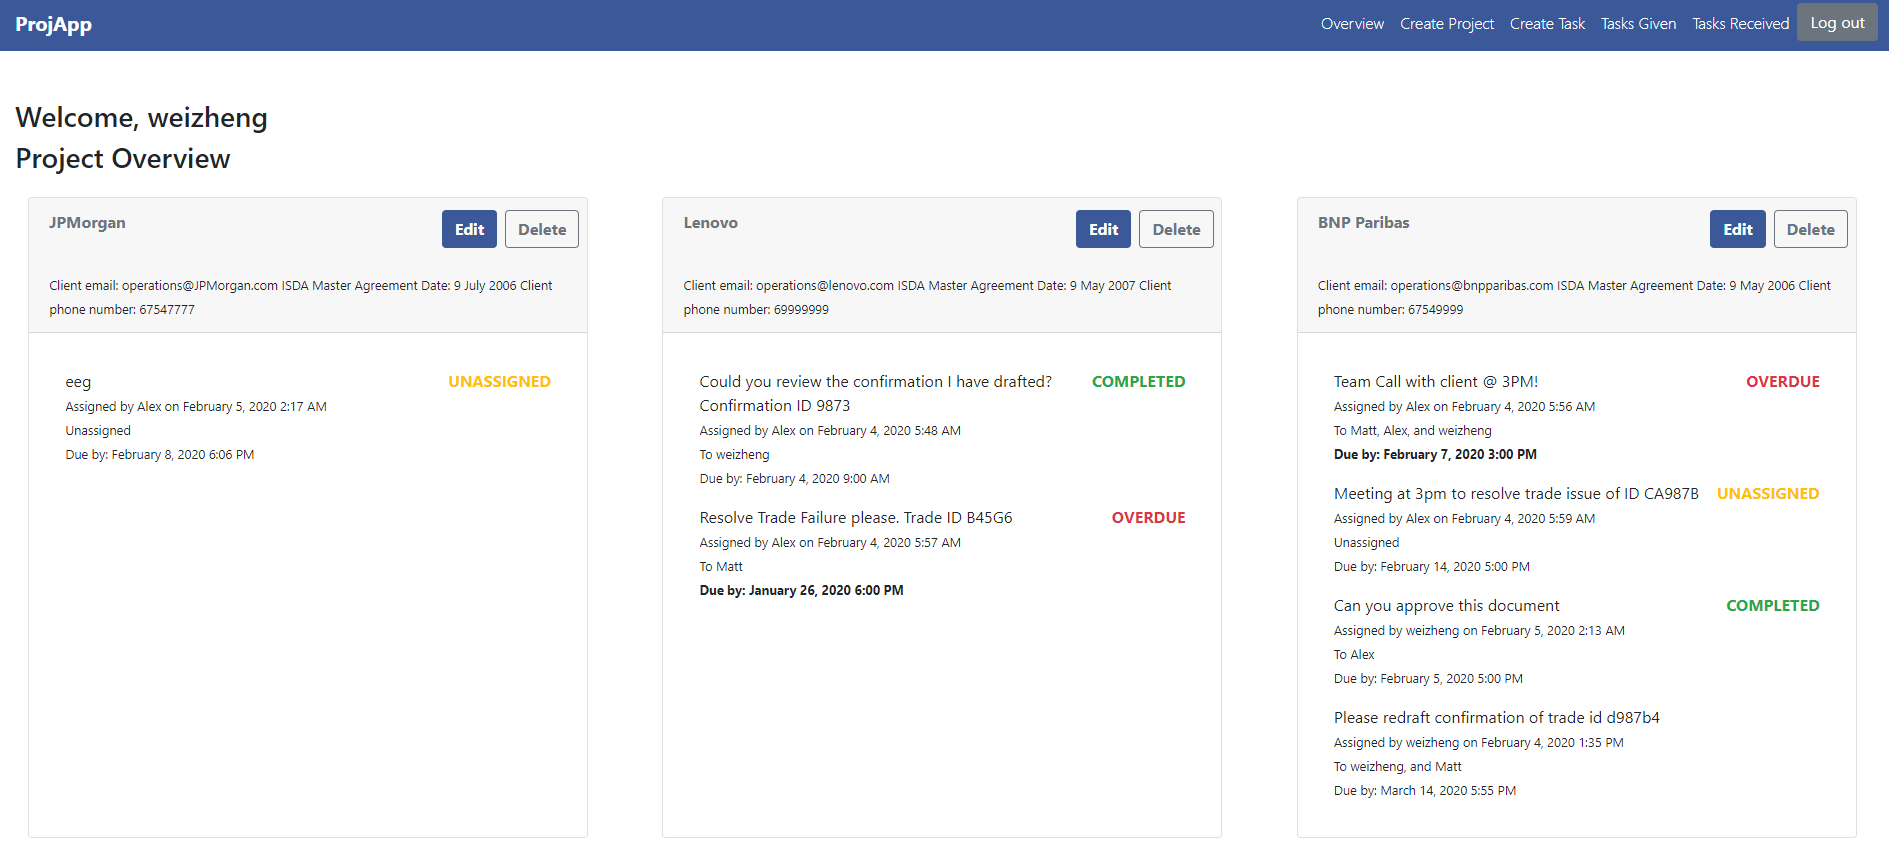 ProjApp
Overview Create Project Create Task Tasks Given Tasks Received Log out
Welcome, weizheng
Project Overview
JPMorgan
Edit Delete
Client email: operations@JPMorgan.com ISDA Master Agreement Date: 9 July 2006 Client
phone number: 67547777
eeg
UNASSIGNED
Assigned by Alex on February 5, 2020 2:17 AM
Unassigned
Due by: February 8, 2020 6:06 PM
Lenovo
Edit Delete
Client email: operations@lenovo.com ISDA Master Agreement Date: 9 May 2007 Client
phone number: 69999999
Could you review the confirmation I have drafted?
Confirmation ID 9873
COMPLETED
Assigned by Alex on February 4, 2020 5:48 AM
To weizheng
Due by: February 4, 2020 9:00 AM
Resolve Trade Failure please. Trade ID B45G6
OVERDUE
Assigned by Alex on February 4, 2020 5:57 AM
To Matt
Due by: January 26, 2020 6:00 PM
BNP Paribas
Edit Delete
Client email: operations@bnpparibas.com ISDA Master Agreement Date: 9 May 2006 Client
phone number: 67549999
Team Call with client @ 3PM!
OVERDUE
Assigned by Alex on February 4, 2020 5:56 AM
To Matt, Alex, and weizheng
Due by: February 7, 2020 3:00 PM
Meeting at 3pm to resolve trade issue of ID CA987B
UNASSIGNED
Assigned by Alex on February 4, 2020 5:59 AM
Unassigned
Due by: February 14, 2020 5:00 PM
Can you approve this document
COMPLETED
Assigned by weizheng on February 5, 2020 2:13 AM
To Alex
Due by: February 5, 2020 5:00 PM
Please redraft confirmation of trade id d987b4
Assigned by weizheng on February 4, 2020 1:35 PM
To weizheng, and Matt
Due by: March 14, 2020 5:55 PM